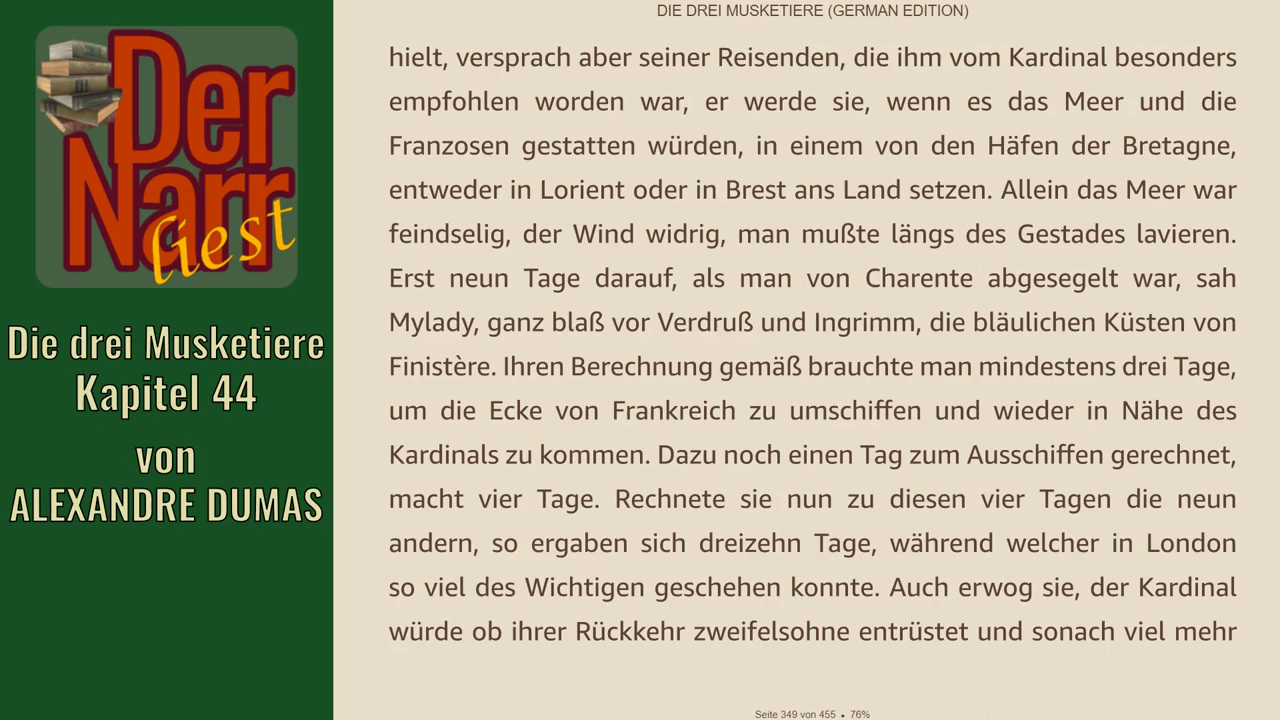 Der
Narr
liest
Die drei Musketiere
Kapitel 44
von
ALEXANDRE DUMAS
DIE DREI MUSKETIERE (GERMAN EDITION)
hielt, versprach aber seiner Reisenden, die ihm vom Kardinal besonders
empfohlen worden war, er werde sie, wenn es das Meer und die
Franzosen gestatten würden, in einem von den Häfen der Bretagne,
entweder in Lorient oder in Brest ans Land setzen. Allein das Meer war
feindselig, der Wind widrig, man mußte längs des Gestades lavieren.
Erst neun Tage darauf, als man von Charente abgesegelt war, sah
Mylady, ganz blaß vor Verdruß und Ingrimm, die bläulichen Küsten von
Finistère. Ihren Berechnung gemäß brauchte man mindestens drei Tage,
um die Ecke von Frankreich zu umschiffen und wieder in Nähe des
Kardinals zu kommen. Dazu noch einen Tag zum Ausschiffen gerechnet,
macht vier Tage. Rechnete sie nun zu diesen vier Tagen die neun
andern, so ergaben sich dreizehn Tage, während welcher in London
so viel des Wichtigen geschehen konnte. Auch erwog sie, der Kardinal
würde ob ihrer Rückkehr zweifelsohne entrüstet und sonach viel mehr
Seite 349 von 455 • 76%